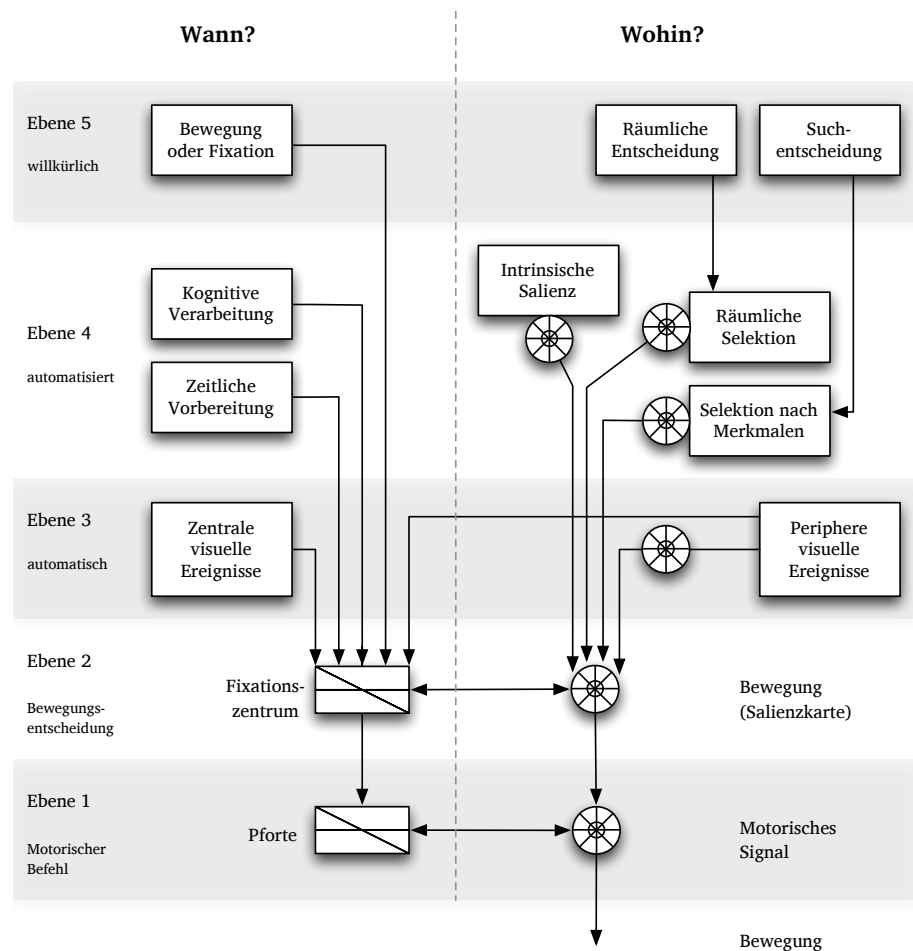 Wann?
Wohin?
Ebene 5
willkürlich
Bewegung
oder Fixation
Räumliche
Entscheidung
Such-
entscheidung
Ebene 4
automatisiert
Kognitive
Verarbeitung
Zeitliche
Vorbereitung
Intrinsische
Salienz
Räumliche
Selektion
Selektion nach
Merkmalen
Ebene 3
automatisch
Zentrale
visuelle
Ereignisse
Periphere
visuelle
Ereignisse
Ebene 2
Bewegungs-
entscheidung
Fixations-
zentrum
Bewegung
(Salienzkarte)
Ebene 1
Motorischer
Befehl
Pforte
Motorisches
Signal
Bewegung